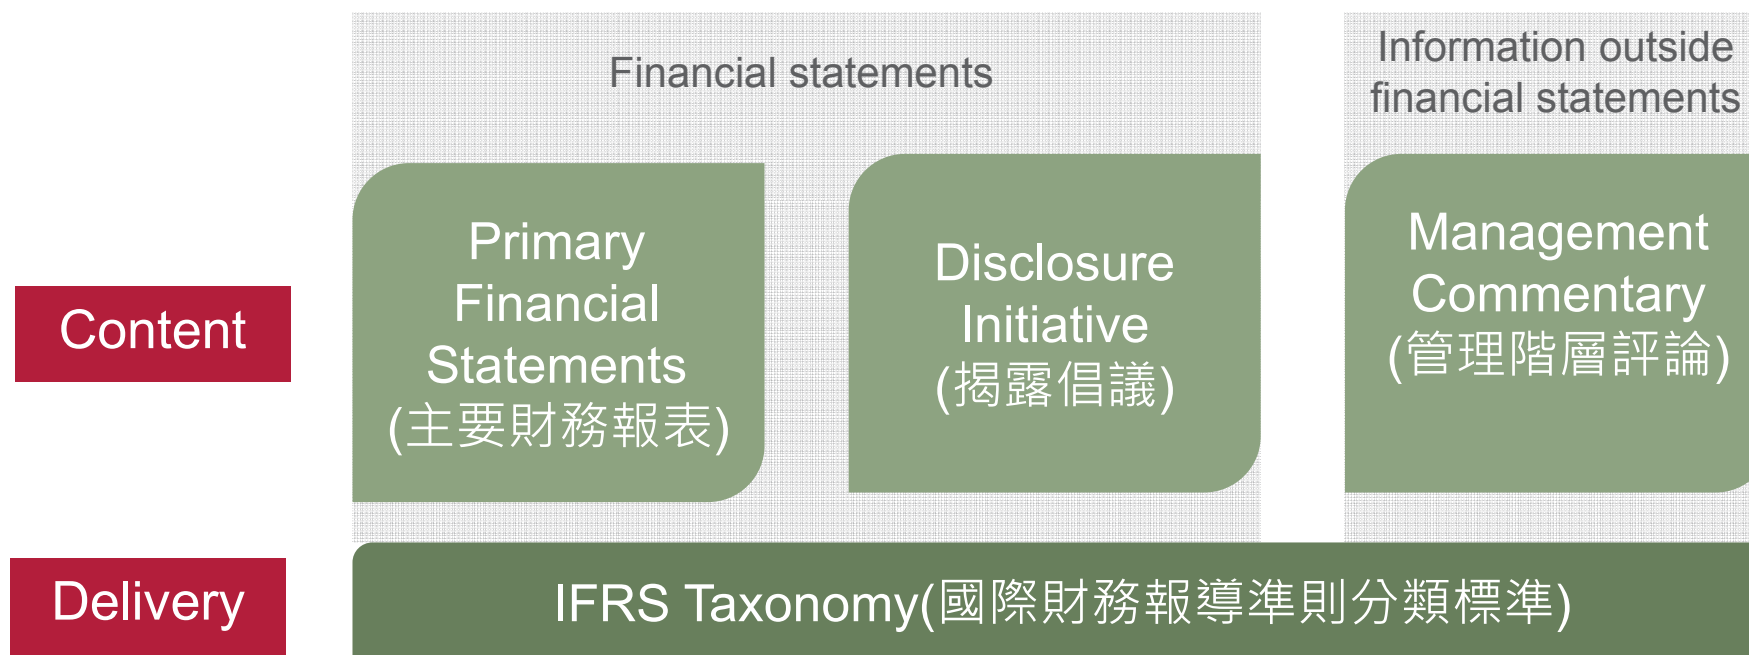 Financial statements
Information outside
financial statements
Content
Primary
Financial
Statements
(主要財務報表)
Disclosure
Initiative
(揭露倡議)
Management
Commentary
(管理階層評論)
Delivery
IFRS Taxonomy(國際財務報導準則分類標準)